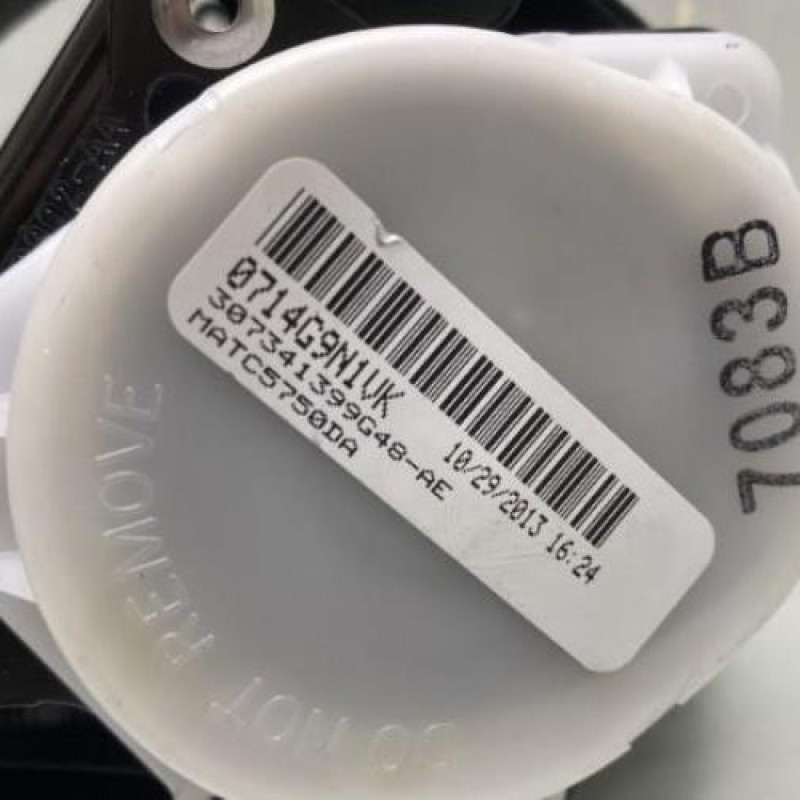 0714G9N1VK
307341399G48-AE
MATC5750DA
10/29/2013 16:24
7083B
DO NOT REMOVE